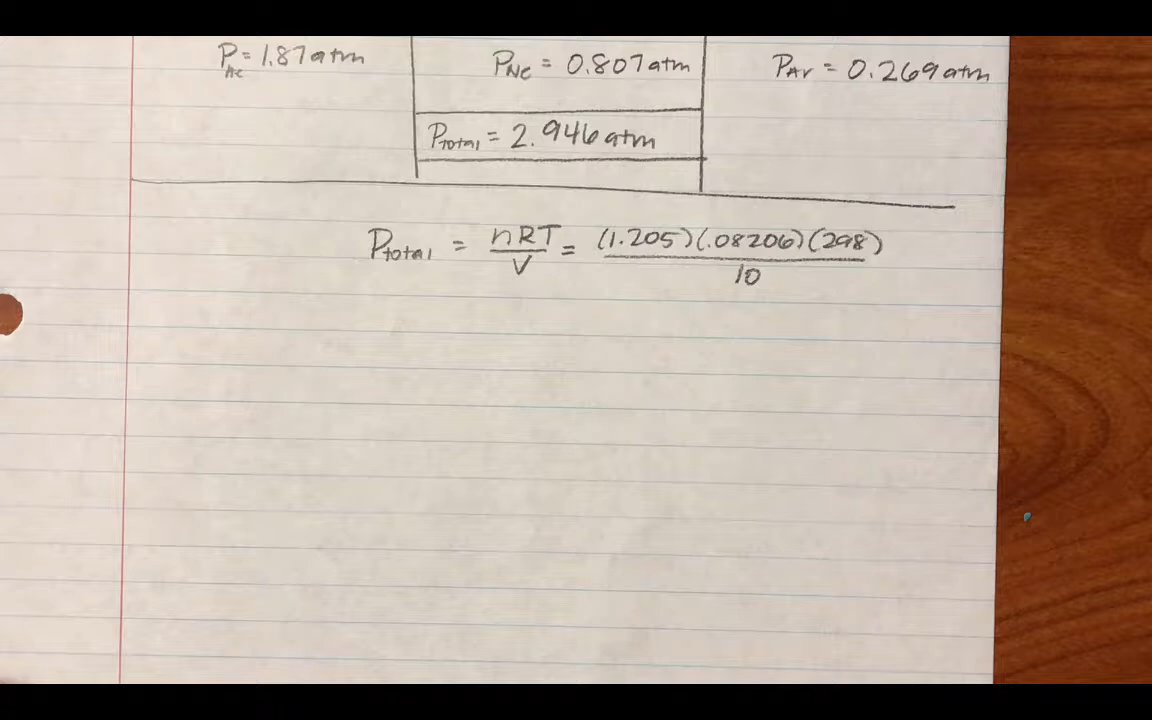 P_Ac = 1.87 atm
P_Ne = 0.807 atm
P_Ar = 0.269 atm
P_total = 2.946 atm
P_total = nRT/V = (1.205)(.08206)(298)/10